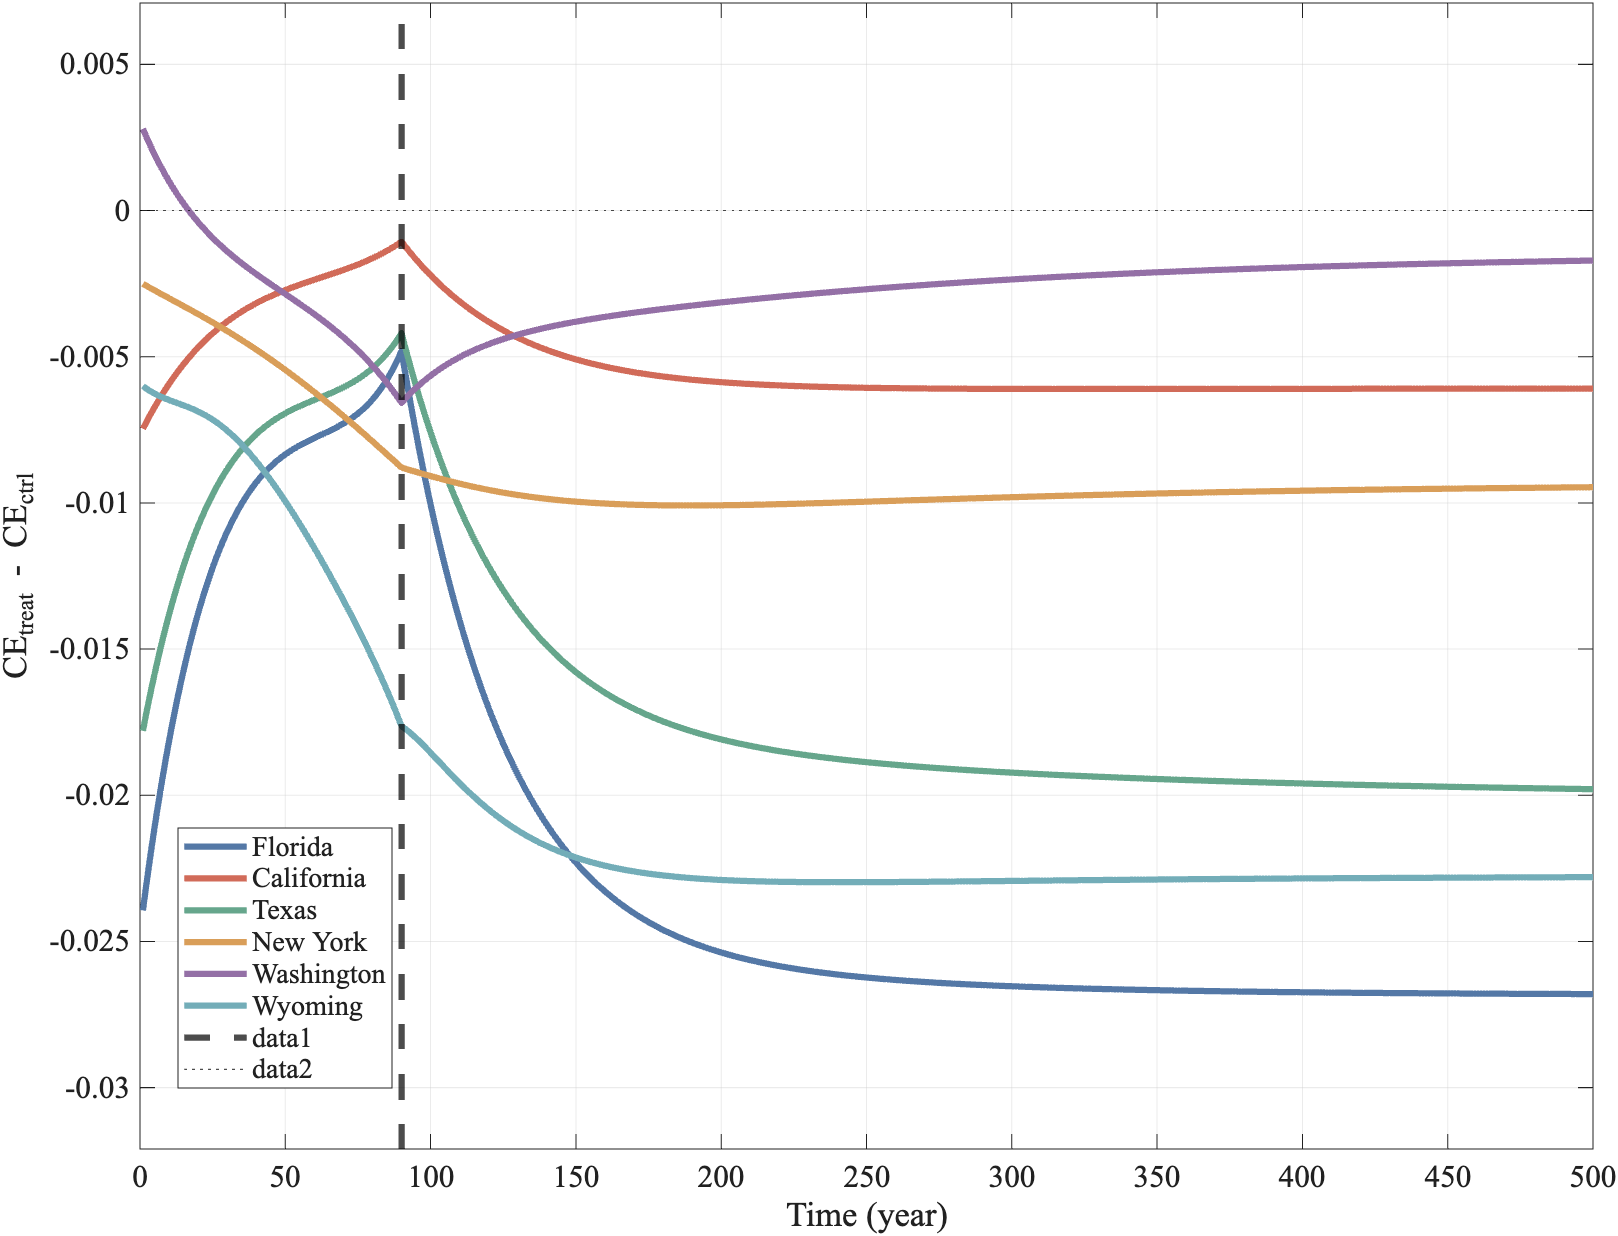 0.005
0
-0.005
-0.01
-0.015
-0.02
-0.025
-0.03
CEtreat - CEctrl
Florida
California
Texas
New York
Washington
Wyoming
data1
data2
0 50 100 150 200 250 300 350 400 450 500
Time (year)